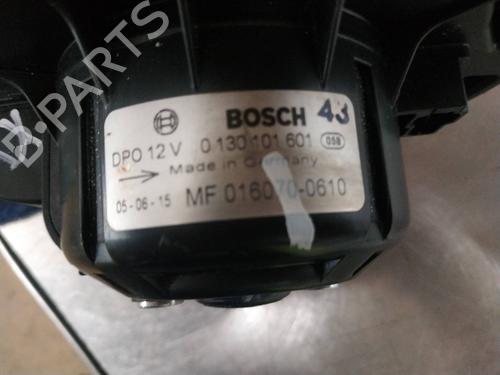 BOSCH 43
DPO 12 V 0 130 101 601 058
Made in Germany
05-06-15 MF 016070-0610
B-PARTS